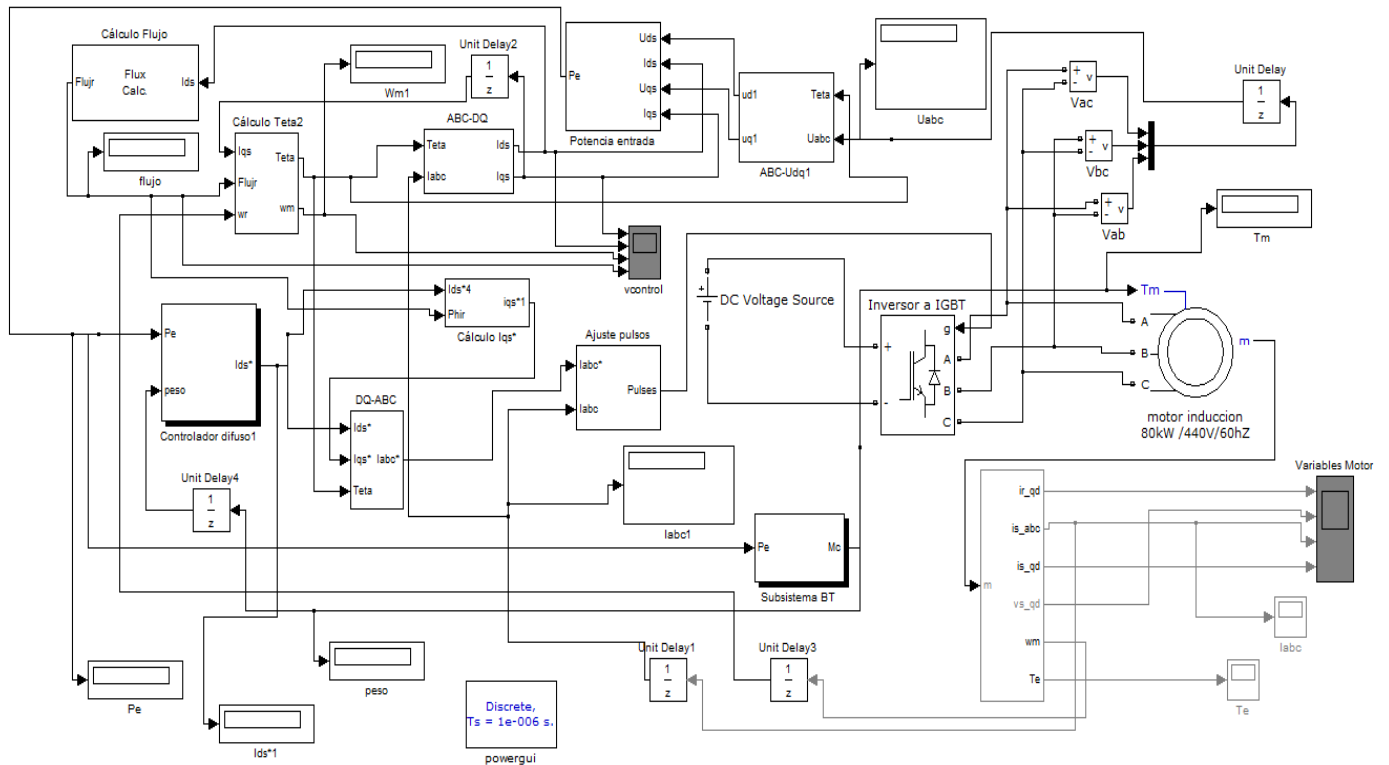 Cálculo Flujo
Flujr
Flux
Calc.
Ids
Wm1
Unit Delay2
1
z
Pe
Uds
Ids
Uqs
Iqs
Potencia entrada
ud1
uq1
Teta
Uabc
ABC-Udq1
Uabc
+
-
v
Vac
+
-
v
Vbc
+
-
v
Vab
Unit Delay
1
z
flujo
Cálculo Teta2
Iqs
Flujr
wr
Teta
wm
ABC-DQ
Teta
Iabc
Ids
Iqs
vcontrol
Tm
Ids*4
Phir
iqs*1
Cálculo Iqs*
+
DC Voltage Source
Inversor a IGBT
+
-
g
A
B
C
Tm
A
B
C
m
motor induccion
80kW /440V/60hZ
Pe
peso
Ids*
Controlador difuso1
Ajuste pulsos
Iabc*
Iabc
Pulses
DQ-ABC
Ids*
Iqs*
Teta
Iabc*
Unit Delay4
1
z
Iabc1
Pe
Mc
Subsistema BT
Variables Motor
m
ir_qd
is_abc
is_qd
vs_qd
wm
Te
Iabc
Te
Pe
Ids*1
peso
Discrete,
Ts = 1e-006 s.
powergui
Unit Delay1
1
z
Unit Delay3
1
z